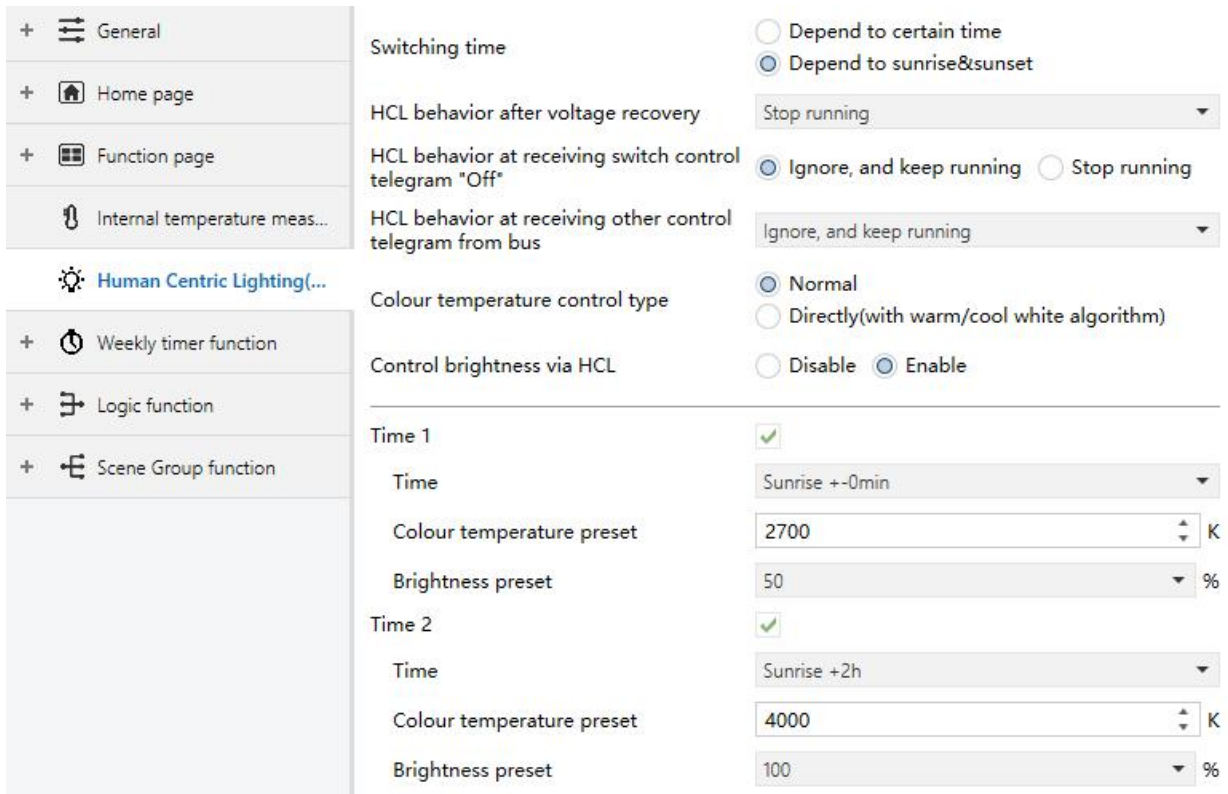 + General
+ Home page
+ Function page
Internal temperature meas...
Human Centric Lighting(...
+ Weekly timer function
+ Logic function
+ Scene Group function
Switching time
Depend to certain time
Depend to sunrise&sunset
HCL behavior after voltage recovery
Stop running
HCL behavior at receiving switch control
telegram "Off"
Ignore, and keep running Stop running
HCL behavior at receiving other control
telegram from bus
Ignore, and keep running
Colour temperature control type
Normal
Directly(with warm/cool white algorithm)
Control brightness via HCL
Disable Enable
Time 1
Time
Sunrise +-0min
Colour temperature preset
2700 K
Brightness preset
50 %
Time 2
Time
Sunrise +2h
Colour temperature preset
4000 K
Brightness preset
100 %